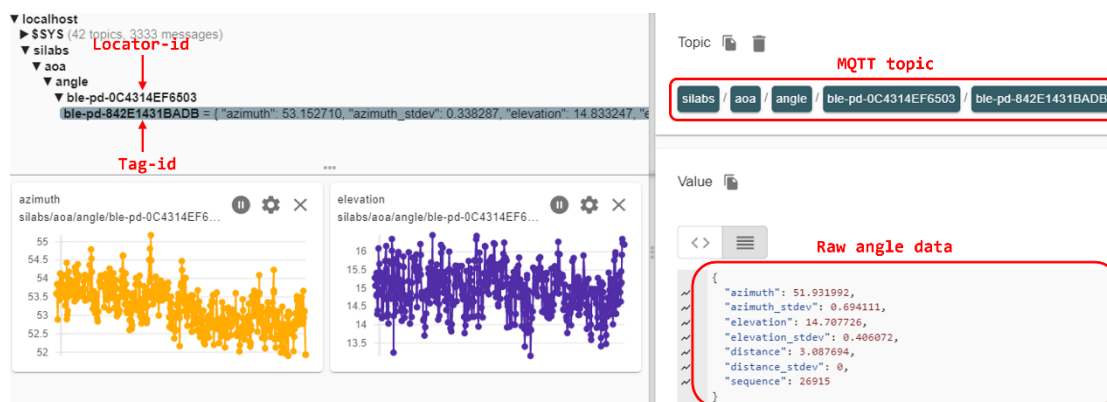 ▼ localhost
▶ $SYS (42 topics, 3333 messages)
▼ silabs
Locator-id
▼ aoa
▼ angle
▼ ble-pd-0C4314EF6503
ble-pd-842E1431BADB = { "azimuth": 53.152710, "azimuth_stdev": 0.338287, "elevation": 14.833247, "e
Tag-id
azimuth
silabs/aoa/angle/ble-pd-0C4314EF6...
55
54.5
54
53.5
53
52.5
52
elevation
silabs/aoa/angle/ble-pd-0C4314EF6...
16
15.5
15
14.5
14
13.5
Topic
MQTT topic
silabs / aoa / angle / ble-pd-0C4314EF6503 / ble-pd-842E1431BADB
Value
Raw angle data
{
"azimuth": 51.931992,
"azimuth_stdev": 0.694111,
"elevation": 14.707726,
"elevation_stdev": 0.406072,
"distance": 3.087694,
"distance_stdev": 0,
"sequence": 26915
}